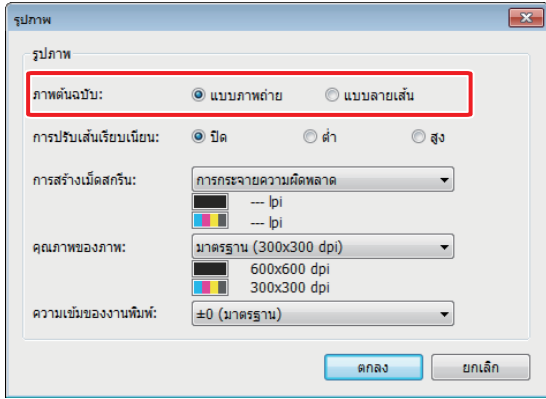 รูปภาพ
รูปภาพ
ภาพต้นฉบับ: แบบภาพถ่าย แบบลายเส้น
การปรับเส้นเรียบเนียน: ปิด ต่ำ สูง
การสร้างเม็ดสกรีน: การกระจายความผิดพลาด
--- lpi
--- lpi
คุณภาพของภาพ: มาตรฐาน (300x300 dpi)
600x600 dpi
300x300 dpi
ความเข้มของงานพิมพ์: ±0 (มาตรฐาน)
ตกลง ยกเลิก